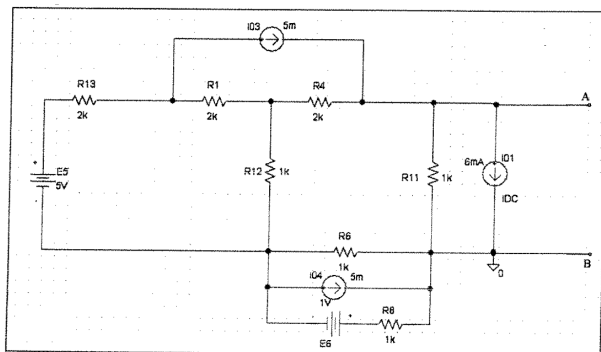 I03 5m
R13 R1 R4 A
2k 2k 2k
6mA I01
+ E5 R12 1k R11 1k
5V IDC
R6 B
1k 0
I04 5m
1V + R8
E6 1k